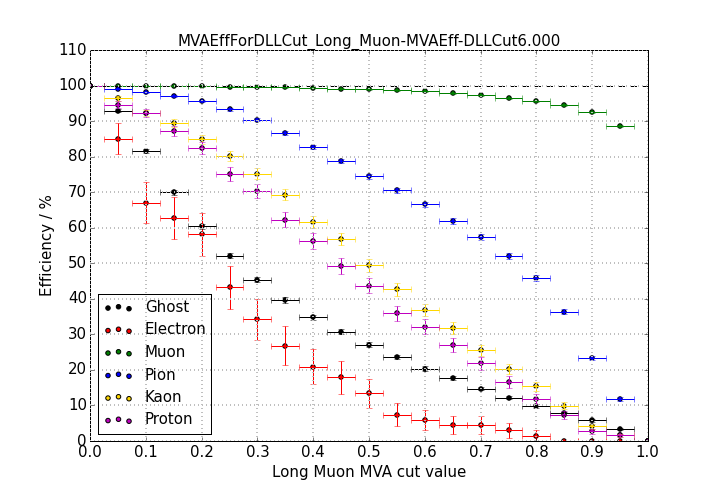 MVAEffForDLLCut_Long_Muon-MVAEff-DLLCut6.000
110
100
90
80
70
60
50
40
30
20
10
0
Efficiency / %
Ghost
Electron
Muon
Pion
Kaon
Proton
0.0 0.1 0.2 0.3 0.4 0.5 0.6 0.7 0.8 0.9 1.0
Long Muon MVA cut value